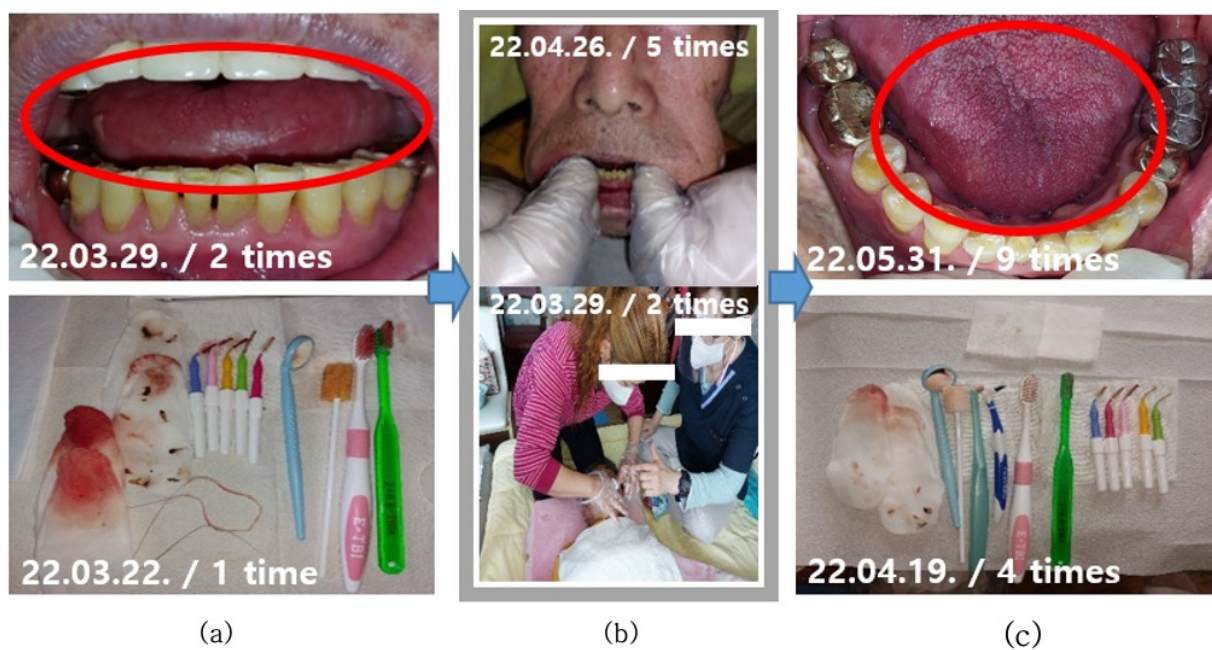 22.03.29. / 2 times
22.03.22. / 1 time
E·TBI
22.04.26. / 5 times
22.03.29. / 2 times
22.05.31. / 9 times
22.04.19. / 4 times
(a)
(b)
(c)